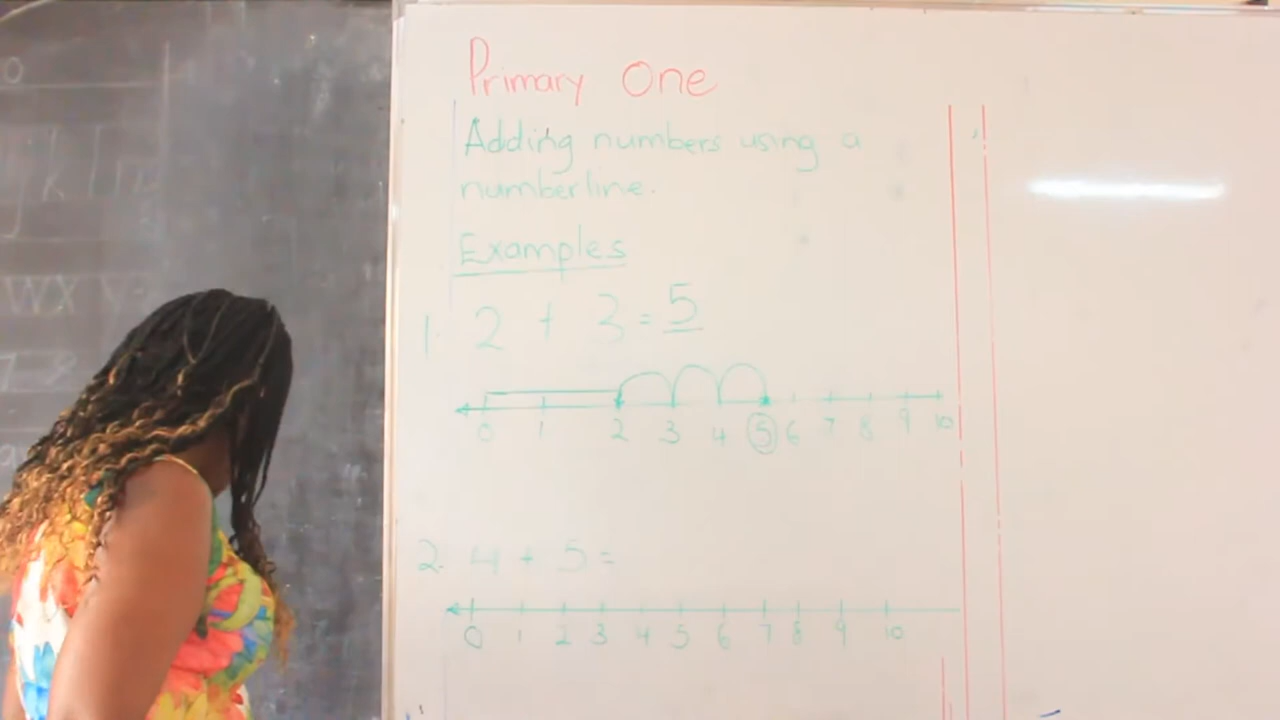 Primary One
Adding numbers using a
numberline.
Examples
1. 2 + 3 = 5
0 1 2 3 4 5 6 7 8 9 10
2. 4 + 5 =
0 1 2 3 4 5 6 7 8 9 10